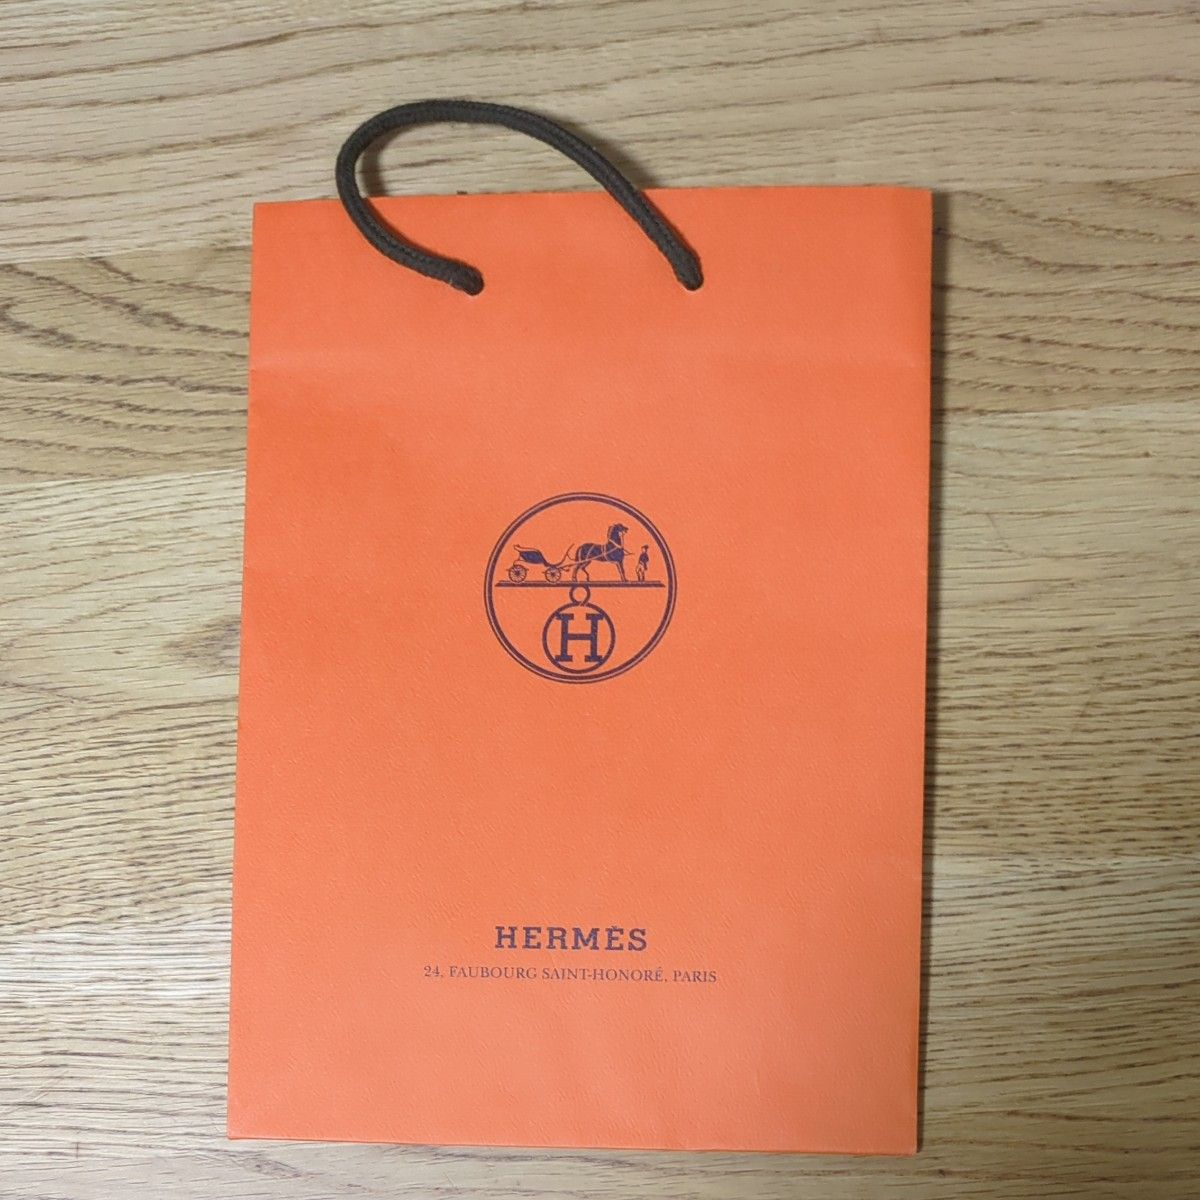 H
HERMÈS
24, FAUBOURG SAINT-HONORÉ, PARIS